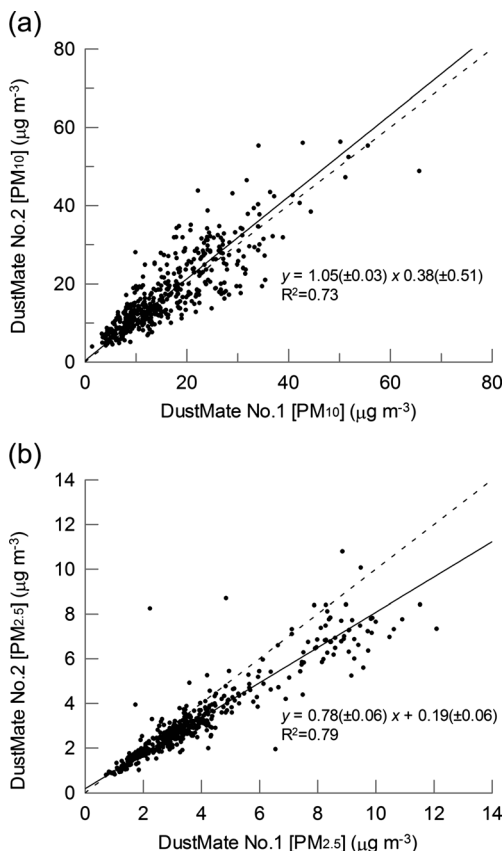 (a)
80
60
40
20
0
DustMate No.2 [PM10] (μg m-3)
y = 1.05(±0.03) x 0.38(±0.51)
R2=0.73
0 20 40 60 80
DustMate No.1 [PM10] (μg m-3)
(b)
14
12
10
8
6
4
2
0
DustMate No.2 [PM2.5] (μg m-3)
y = 0.78(±0.06) x + 0.19(±0.06)
R2=0.79
0 2 4 6 8 10 12 14
DustMate No.1 [PM2.5] (μg m-3)